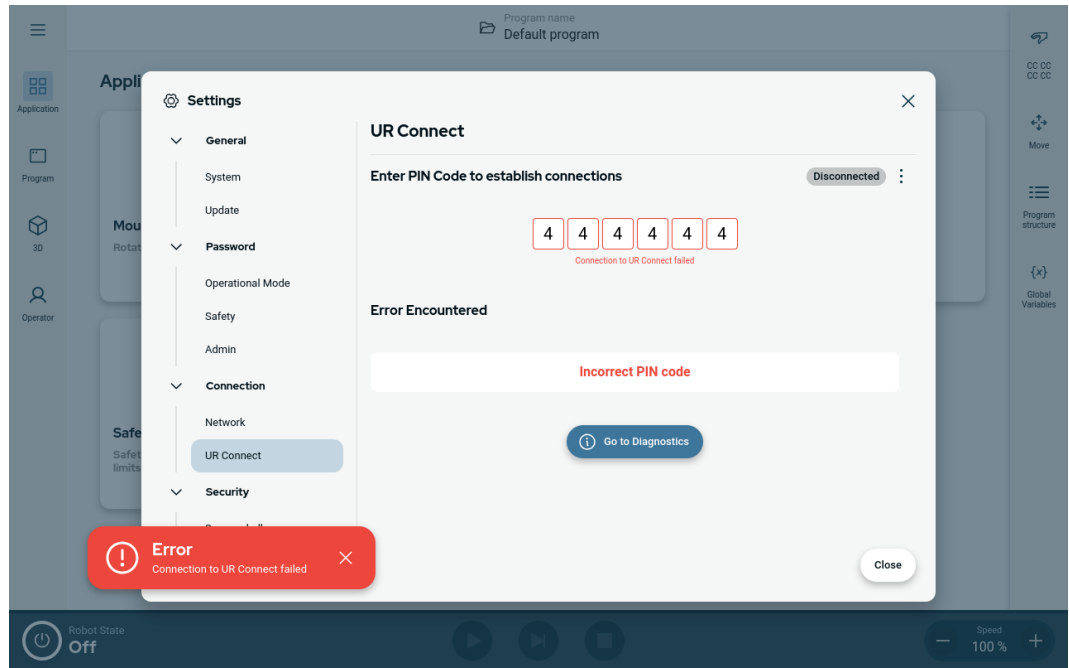 Program name
Default program
Application
Program
3D
Operator
Appli
Mou
Rotat
Safe
Safet
limits
Settings
General
System
Update
Password
Operational Mode
Safety
Admin
Connection
Network
UR Connect
Security
UR Connect
Enter PIN Code to establish connections
Disconnected
4 4 4 4 4 4
Connection to UR Connect failed
Error Encountered
Incorrect PIN code
Go to Diagnostics
Close
Error
Connection to UR Connect failed
CC CC
CC CC
Move
Program
structure
{x}
Global
Variables
Robot State
Off
Speed
100 %